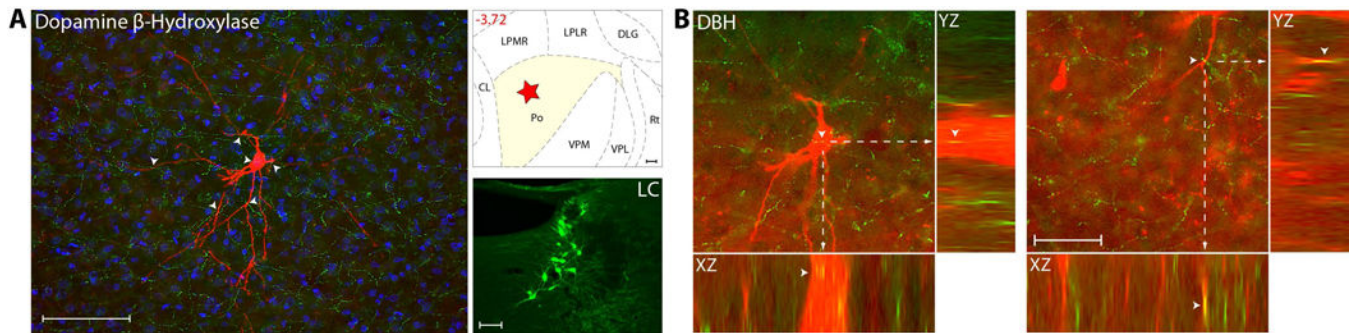 A Dopamine β-Hydroxylase
-3.72
LPMR
LPLR
DLG
CL
Po
Rt
VPM
VPL
LC
B DBH
YZ
XZ
YZ
XZ